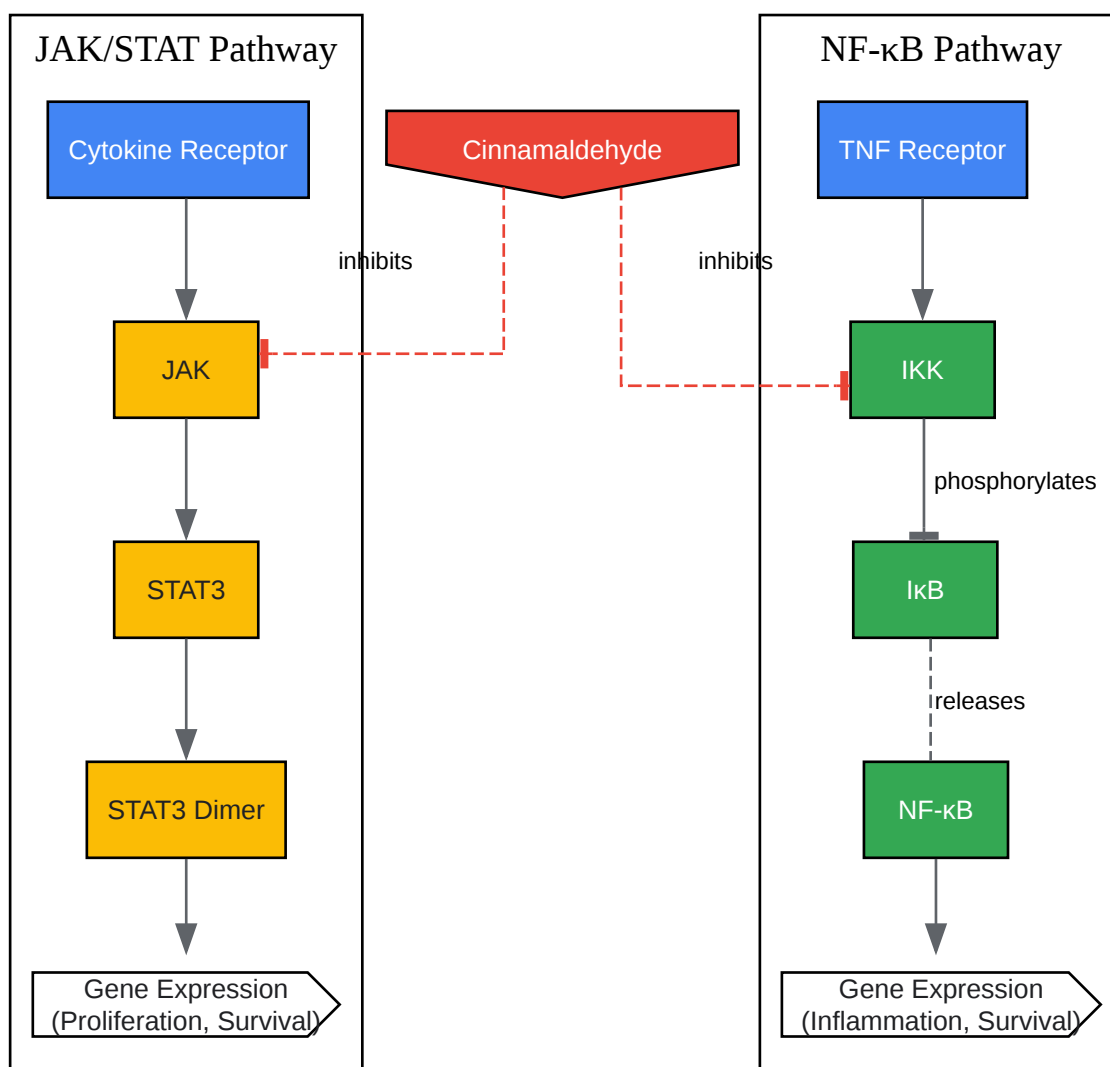 JAK/STAT Pathway
Cytokine Receptor
JAK
STAT3
STAT3 Dimer
Gene Expression
(Proliferation, Survival)
Cinnamaldehyde
inhibits
inhibits
NF-κB Pathway
TNF Receptor
IKK
phosphorylates
IκB
releases
NF-κB
Gene Expression
(Inflammation, Survival)